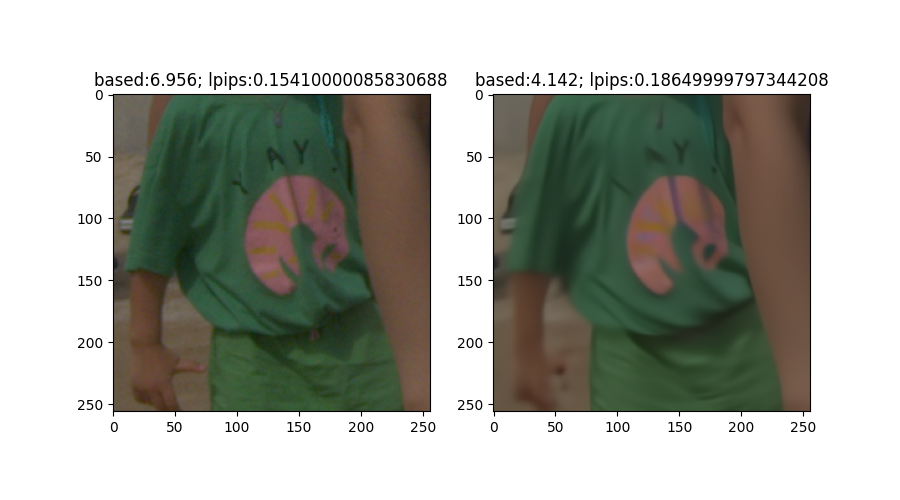 based:6.956; lpips:0.15410000085830688 based:4.142; lpips:0.18649999797344208
0 0
50 50
100 100
150 150
200 200
250 250
0 50 100 150 200 250 0 50 100 150 200 250
AY